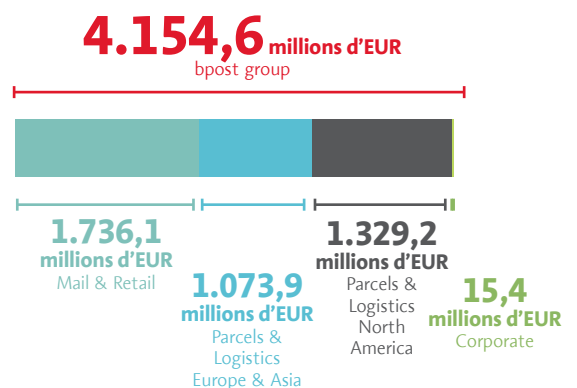 4.154,6 millions d’EUR
bpost group
1.736,1
millions d’EUR
Mail & Retail
1.073,9
millions d’EUR
Parcels &
Logistics
Europe & Asia
1.329,2
millions d’EUR
Parcels &
Logistics
North
America
15,4
millions d’EUR
Corporate